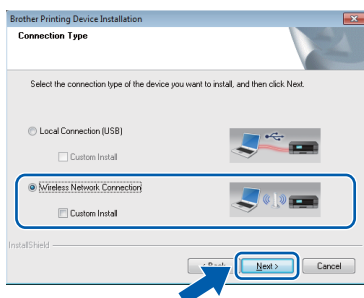 Brother Printing Device Installation
Connection Type
Select the connection type of the device you want to install, and then click Next.
Local Connection (USB)
Custom Install
Wireless Network Connection
Custom Install
InstallShield
< Back
Next >
Cancel